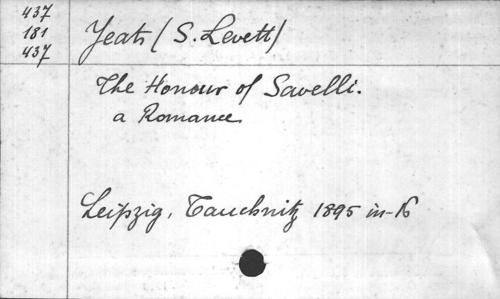 437
181
437
Yeats (S. Levett)
The Honour of Savelli.
a Romance
Leipzig, Tauchnitz 1895 in-16